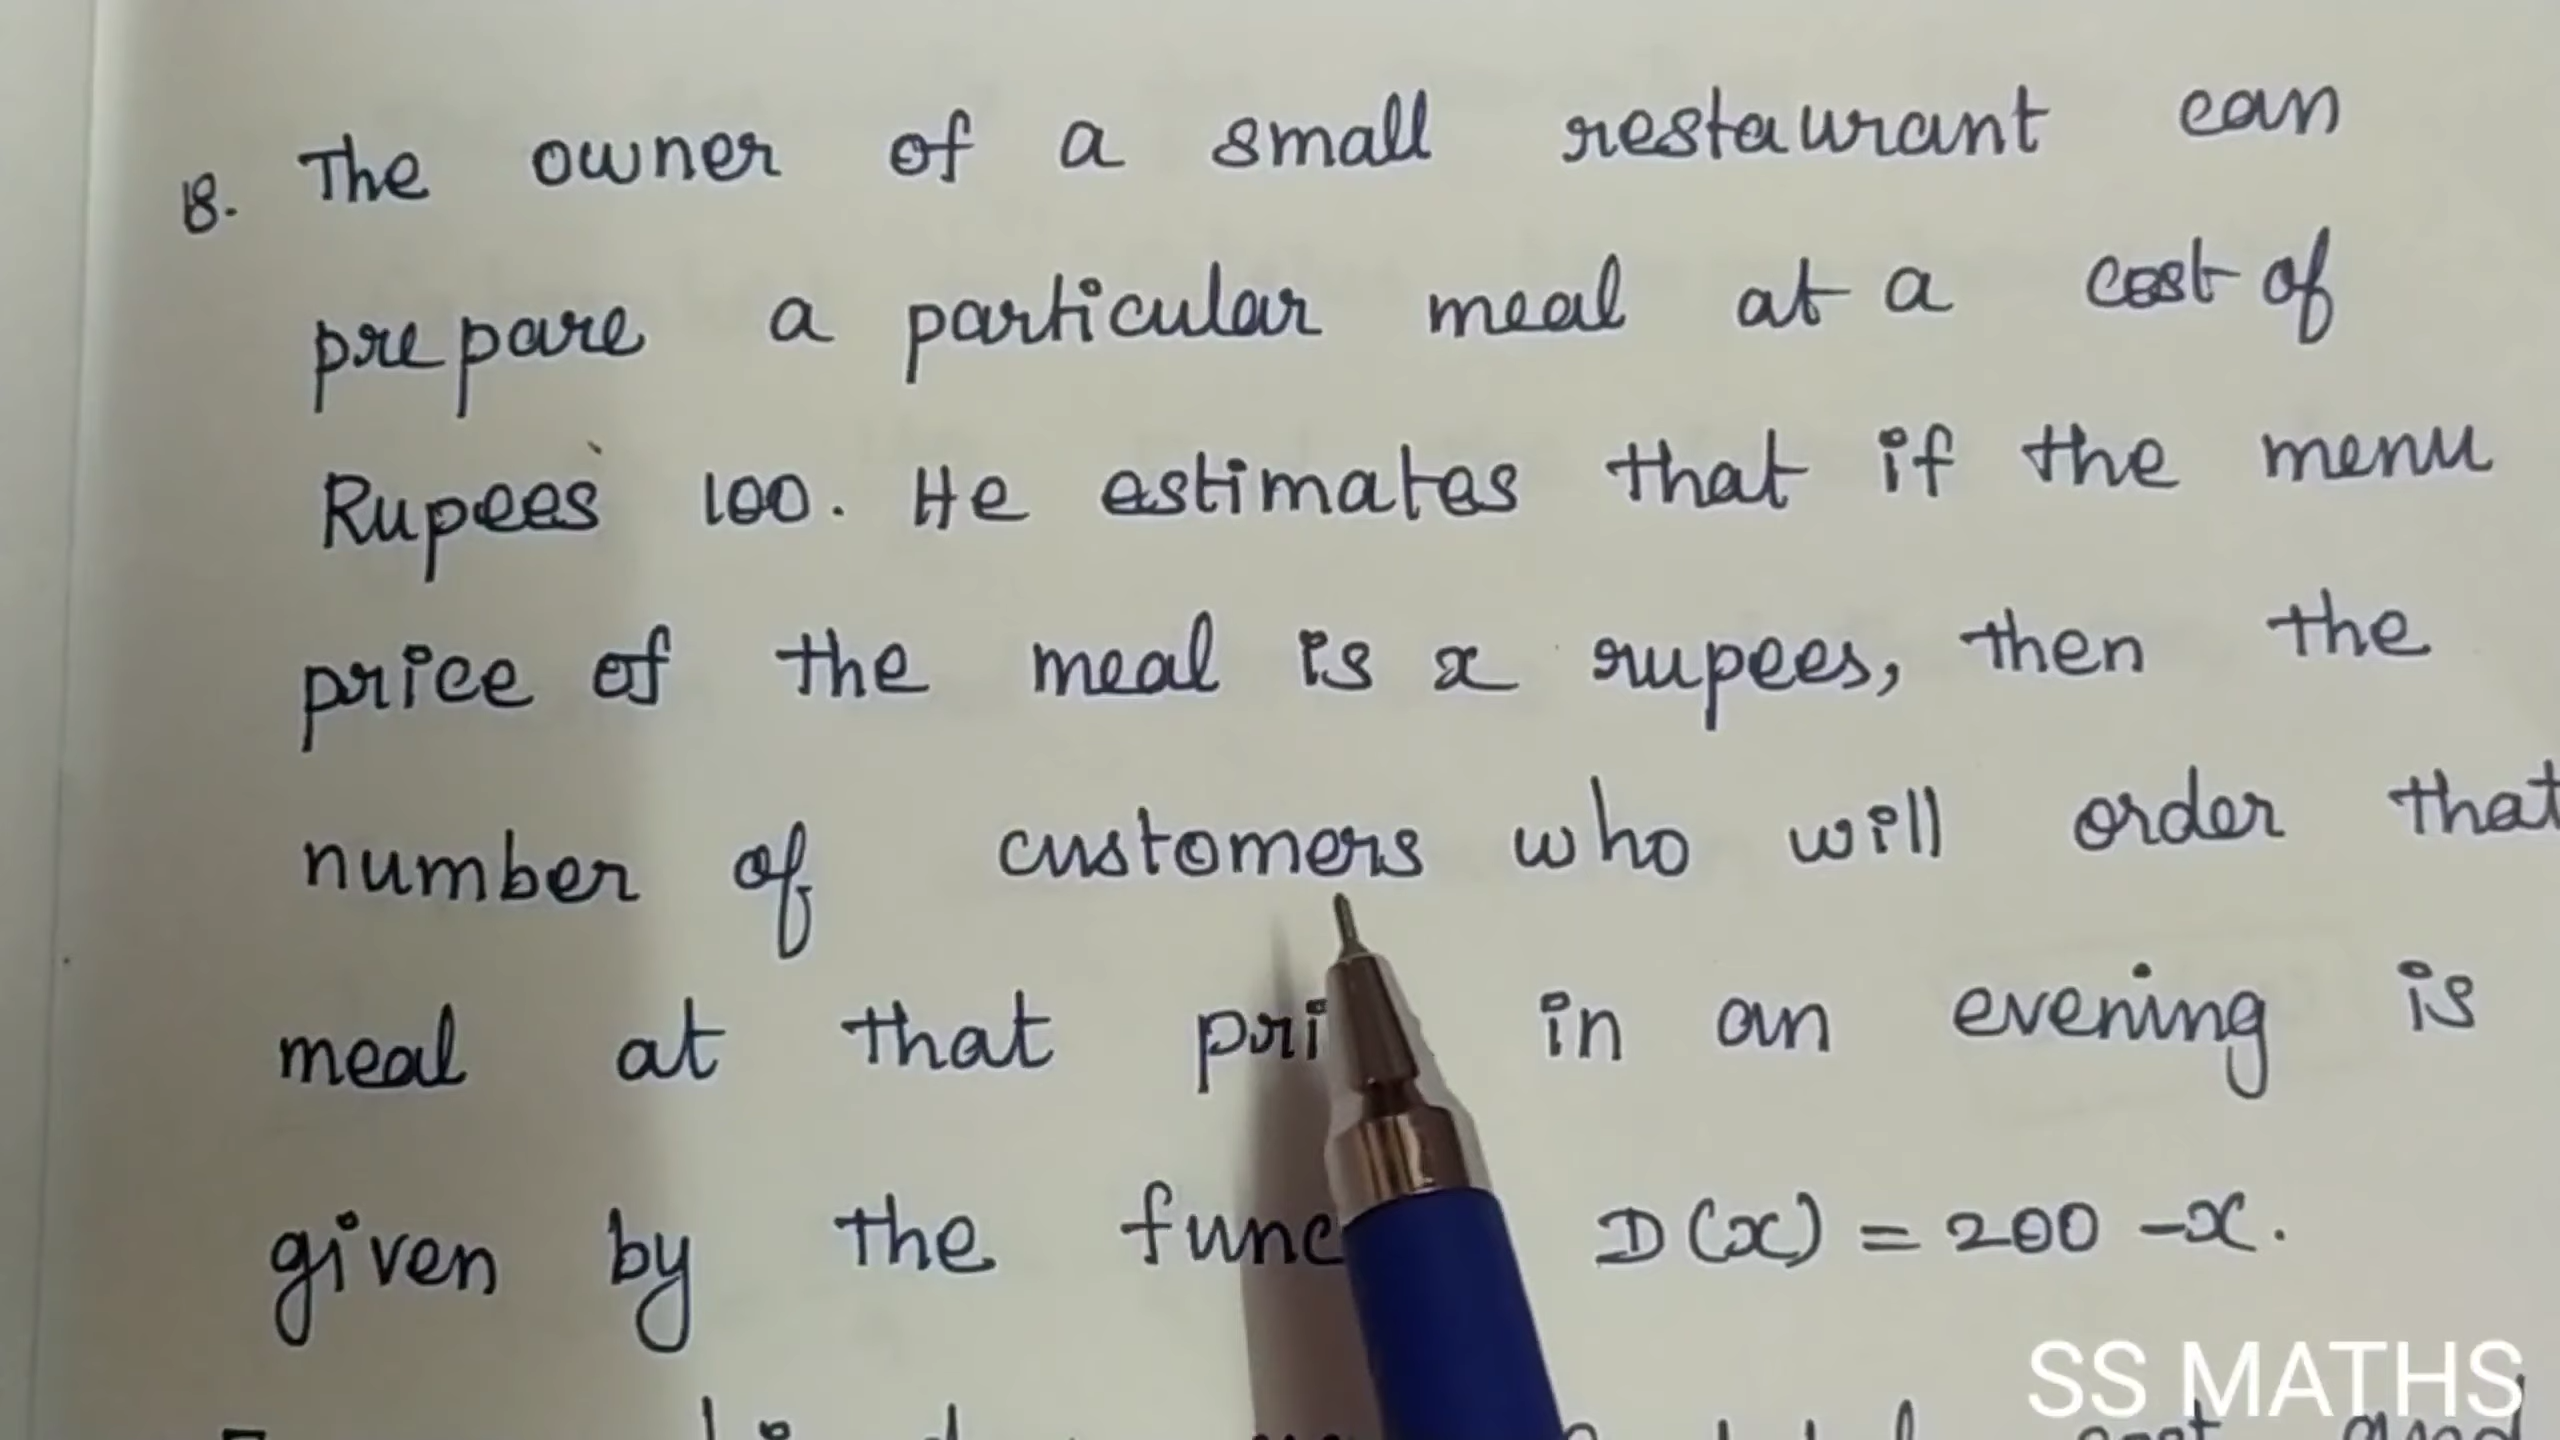 18. The owner of a small restaurant can
prepare a particular meal at a cost of
Rupees 100. He estimates that if the menu
price of the meal is x rupees, then the
number of customers who will order that
meal at that pri in an evening is
given by the func D(x) = 200 - x.
SS MATHS